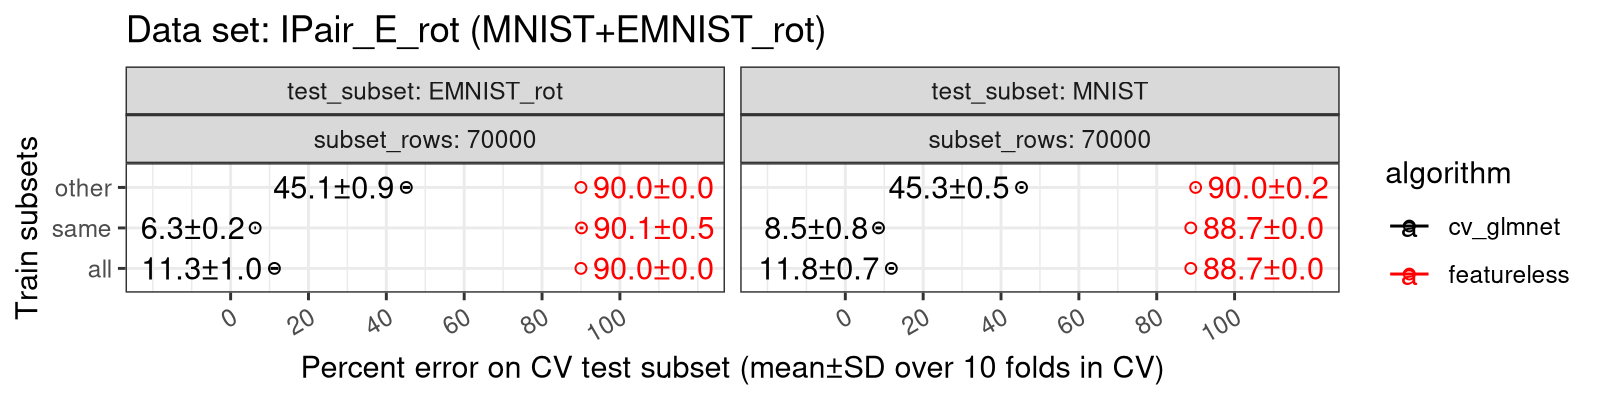 Data set: IPair_E_rot (MNIST+EMNIST_rot)
test_subset: EMNIST_rot
test_subset: MNIST
subset_rows: 70000
subset_rows: 70000
Train subsets
other
same
all
45.1±0.9
90.0±0.0
6.3±0.2
90.1±0.5
11.3±1.0
90.0±0.0
45.3±0.5
90.0±0.2
8.5±0.8
88.7±0.0
11.8±0.7
88.7±0.0
0 20 40 60 80 100
0 20 40 60 80 100
Percent error on CV test subset (mean±SD over 10 folds in CV)
algorithm
a cv_glmnet
a featureless